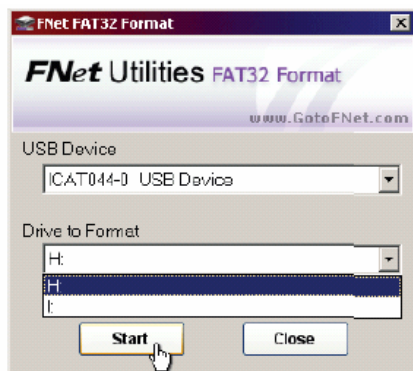 FNet FAT32 Format
FNet Utilities FAT32 Format
www.GotoFNet.com
USB Device
ICAT044-0 USB Device
Drive to Format
H:
H:
I:
Start
Close